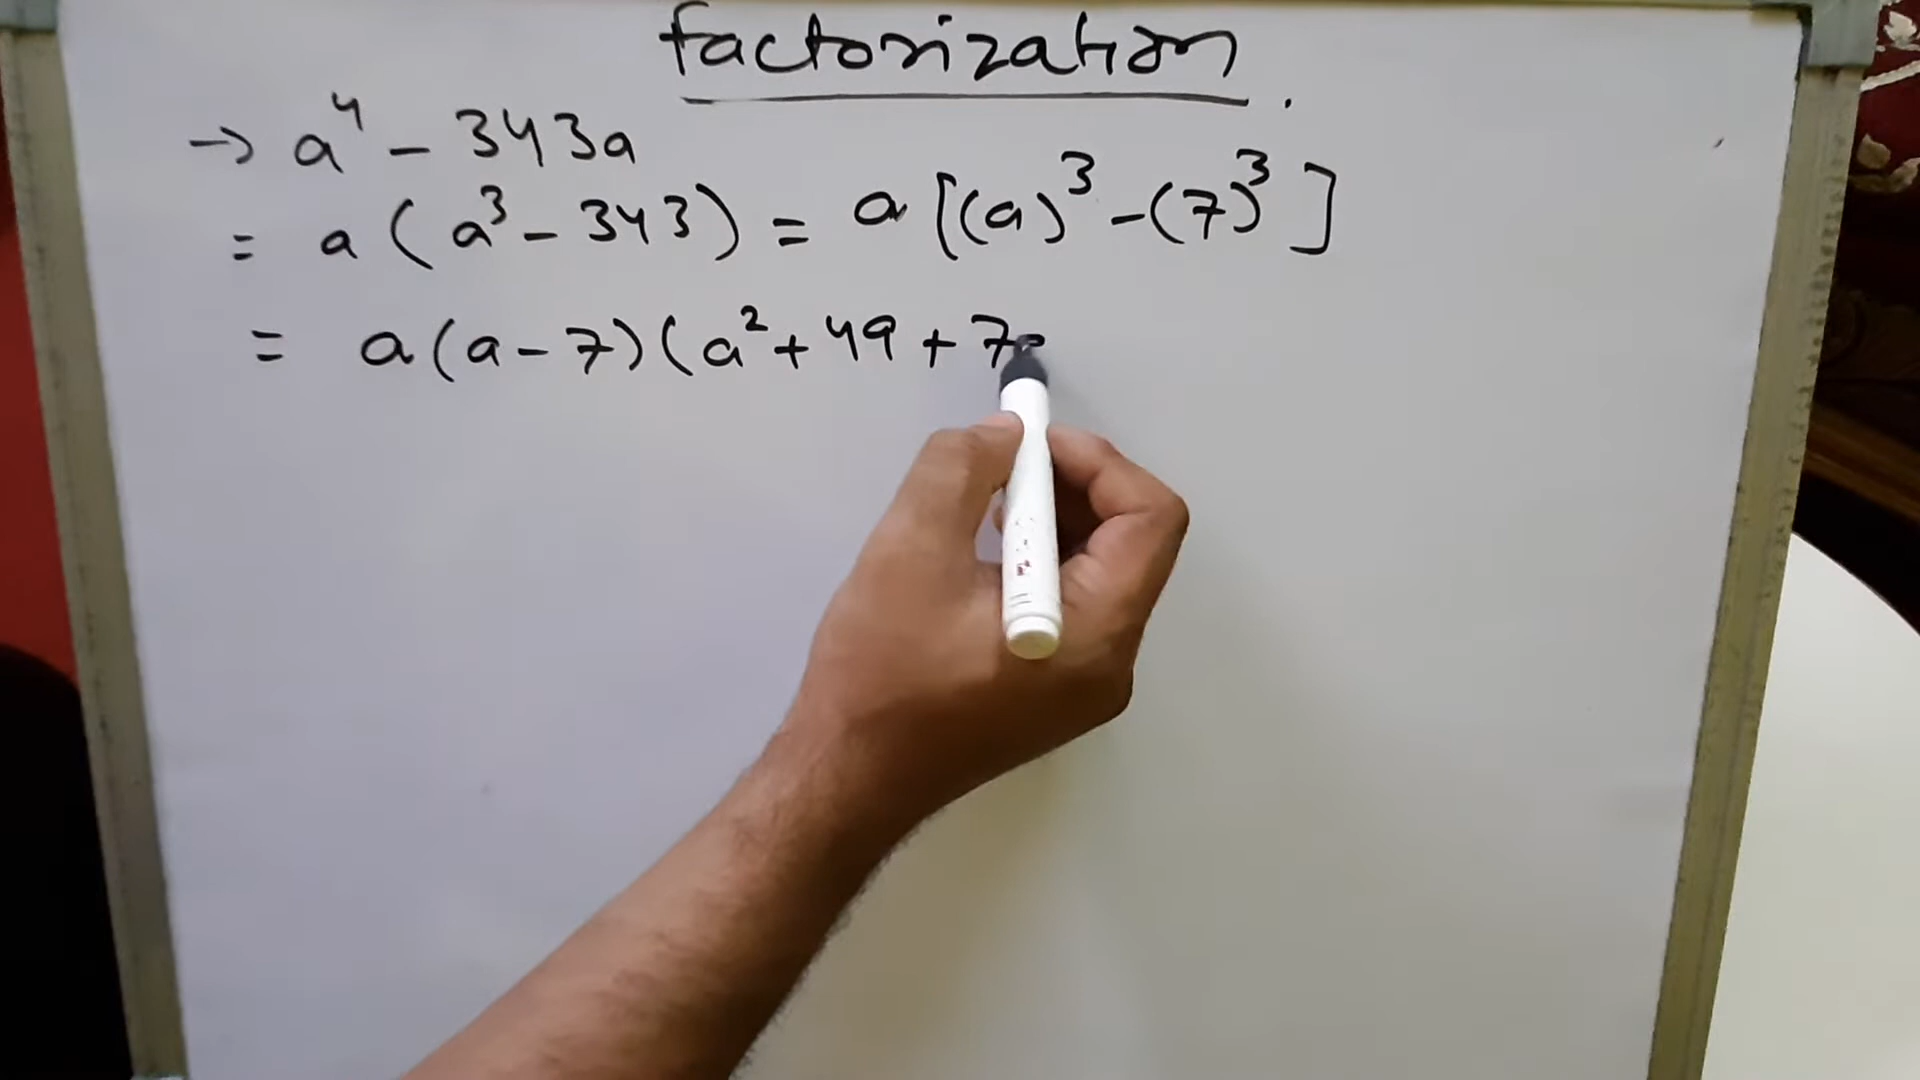 factorization.
→ a⁴ - 343a
= a (a³ - 343) = a [(a)³ - (7)³]
= a (a - 7) (a² + 49 + 7